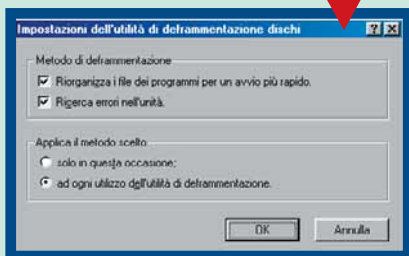 Impostazioni dell'utilità di deframmentazione dischi
Metodo di deframmentazione
Riorganizza i file dei programmi per un avvio più rapido.
Ricerca errori nell'unità.
Applica il metodo scelto
solo in questa occasione;
ad ogni utilizzo dell'utilità di deframmentazione.
OK
Annulla